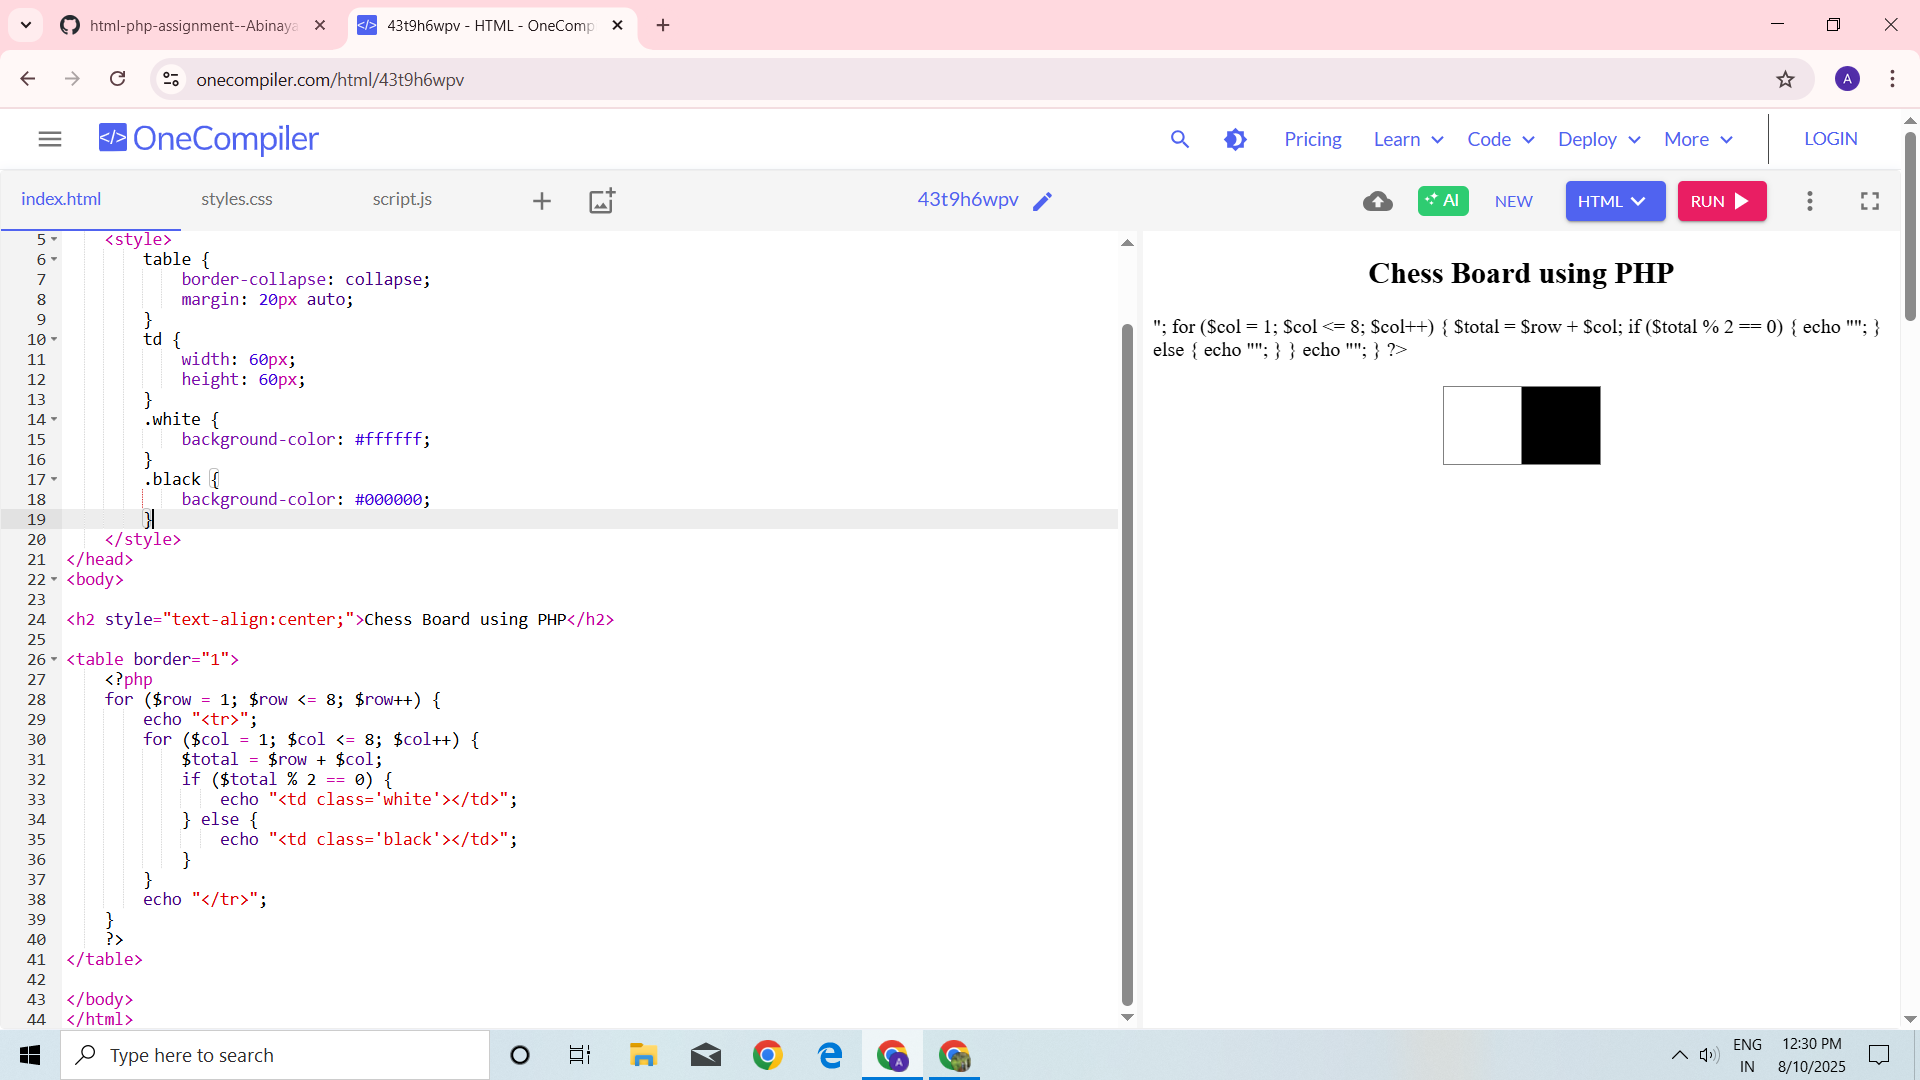 html-php-assignment--Abinaya
43t9h6wpv - HTML - OneComp
onecompiler.com/html/43t9h6wpv
A
</> OneCompiler
Pricing
Learn
Code
Deploy
More
LOGIN
index.html
styles.css
script.js
43t9h6wpv
AI
NEW
HTML
RUN
5 <style>
6 table {
7 border-collapse: collapse;
8 margin: 20px auto;
9 }
10 td {
11 width: 60px;
12 height: 60px;
13 }
14 .white {
15 background-color: #ffffff;
16 }
17 .black {
18 background-color: #000000;
19 }
20 </style>
21 </head>
22 <body>
23
24 <h2 style="text-align:center;">Chess Board using PHP</h2>
25
26 <table border="1">
27 <?php
28 for ($row = 1; $row <= 8; $row++) {
29 echo "<tr>";
30 for ($col = 1; $col <= 8; $col++) {
31 $total = $row + $col;
32 if ($total % 2 == 0) {
33 echo "<td class='white'></td>";
34 } else {
35 echo "<td class='black'></td>";
36 }
37 }
38 echo "</tr>";
39 }
40 ?>
41 </table>
42
43 </body>
44 </html>
Chess Board using PHP
"; for ($col = 1; $col <= 8; $col++) { $total = $row + $col; if ($total % 2 == 0) { echo ""; }
else { echo ""; } } echo ""; } ?>
Type here to search
ENG
IN
12:30 PM
8/10/2025